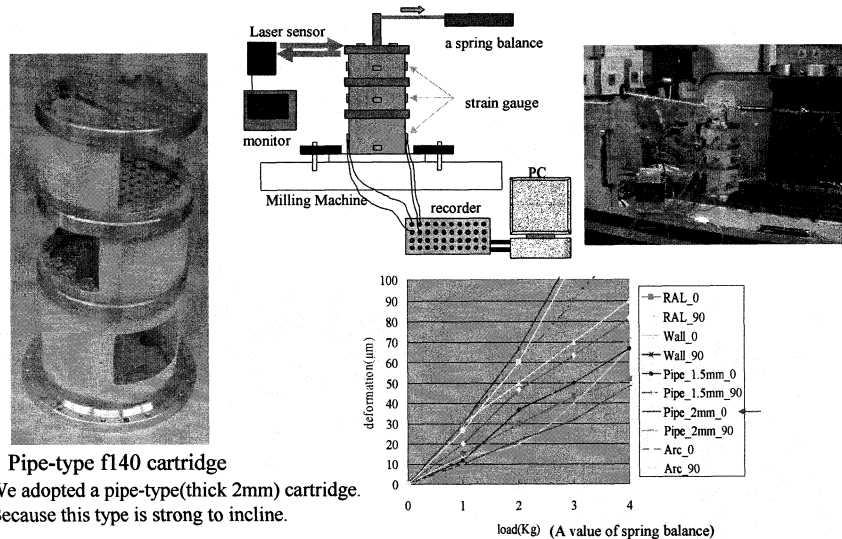 Laser sensor
a spring balance
strain gauge
monitor
Milling Machine
PC
recorder
100
90
80
70
60
50
40
30
20
10
0
deformation(μm)
0 1 2 3 4
load(Kg) (A value of spring balance)
RAL_0
RAL_90
Wall_0
Wall_90
Pipe_1.5mm_0
Pipe_1.5mm_90
Pipe_2mm_0
Pipe_2mm_90
Arc_0
Arc_90
Pipe-type f140 cartridge
We adopted a pipe-type(thick 2mm) cartridge.
Because this type is strong to incline.